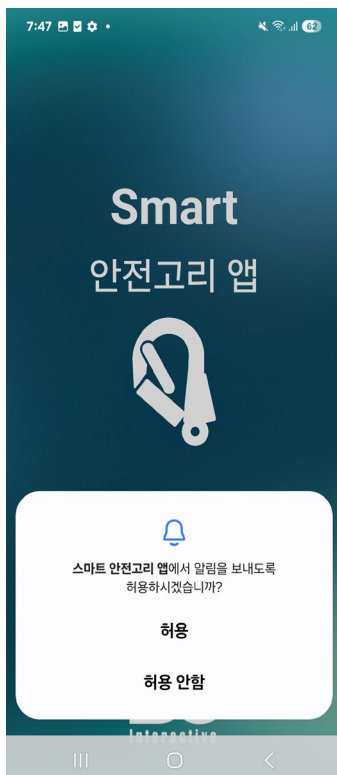 7:47
62
Smart
안전고리 앱
스마트 안전고리 앱에서 알림을 보내도록
허용하시겠습니까?
허용
허용 안함
Interactive